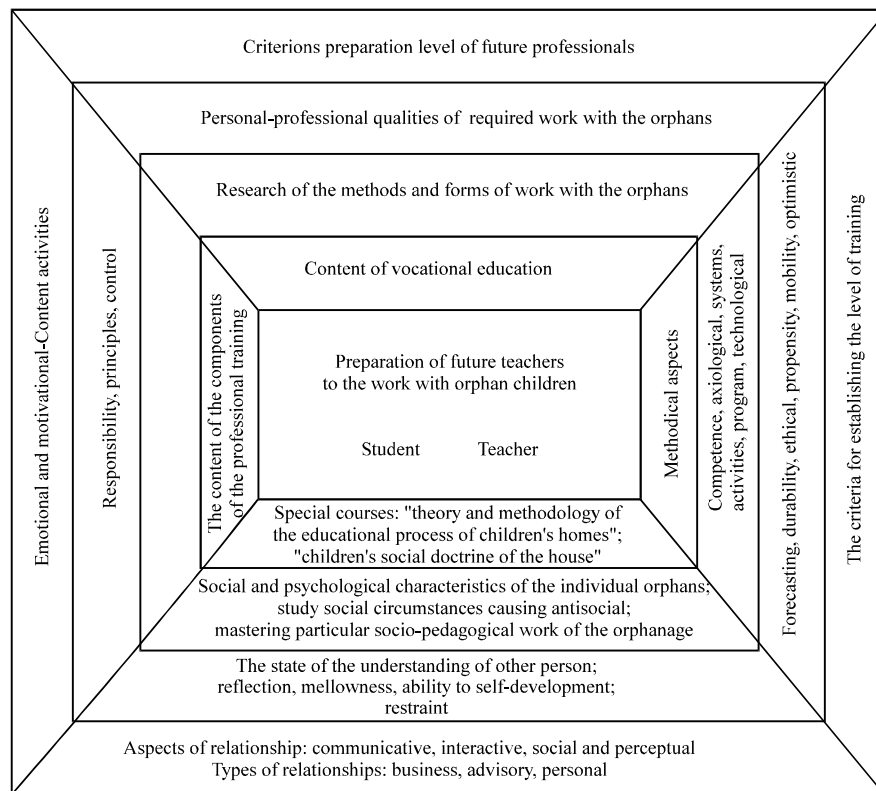 Criterions preparation level of future professionals
Personal-professional qualities of required work with the orphans
Research of the methods and forms of work with the orphans
Content of vocational education
Emotional and motivational-Content activities
Responsibility, principles, control
The content of the components
of the professional training
Preparation of future teachers
to the work with orphan children
Student Teacher
Methodical aspects
Competence, axiological, systems,
activities, program, technological
Forecasting, durability, ethical, propensity, mobility, optimistic
The criteria for establishing the level of training
Special courses: "theory and methodology of
the educational process of children's homes";
"children's social doctrine of the house"
Social and psychological characteristics of the individual orphans;
study social circumstances causing antisocial;
mastering particular socio-pedagogical work of the orphanage
The state of the understanding of other person;
reflection, mellowness, ability to self-development;
restraint
Aspects of relationship: communicative, interactive, social and perceptual
Types of relationships: business, advisory, personal